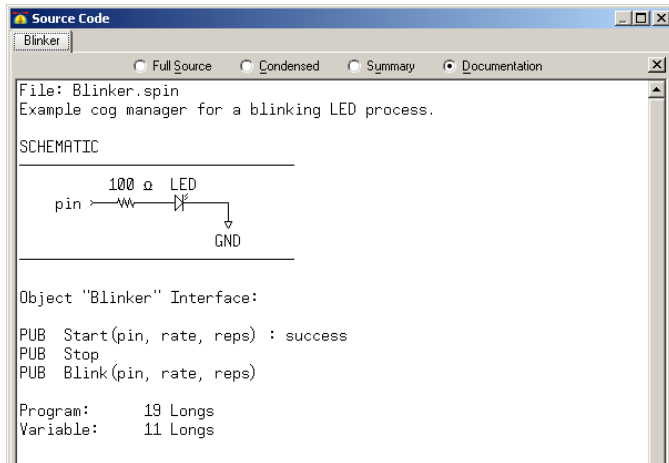 Source Code
Blinker
Full Source Condensed Summary Documentation
File: Blinker.spin
Example cog manager for a blinking LED process.
SCHEMATIC
100 Ω LED
pin
GND
Object "Blinker" Interface:
PUB Start(pin, rate, reps) : success
PUB Stop
PUB Blink(pin, rate, reps)
Program: 19 Longs
Variable: 11 Longs